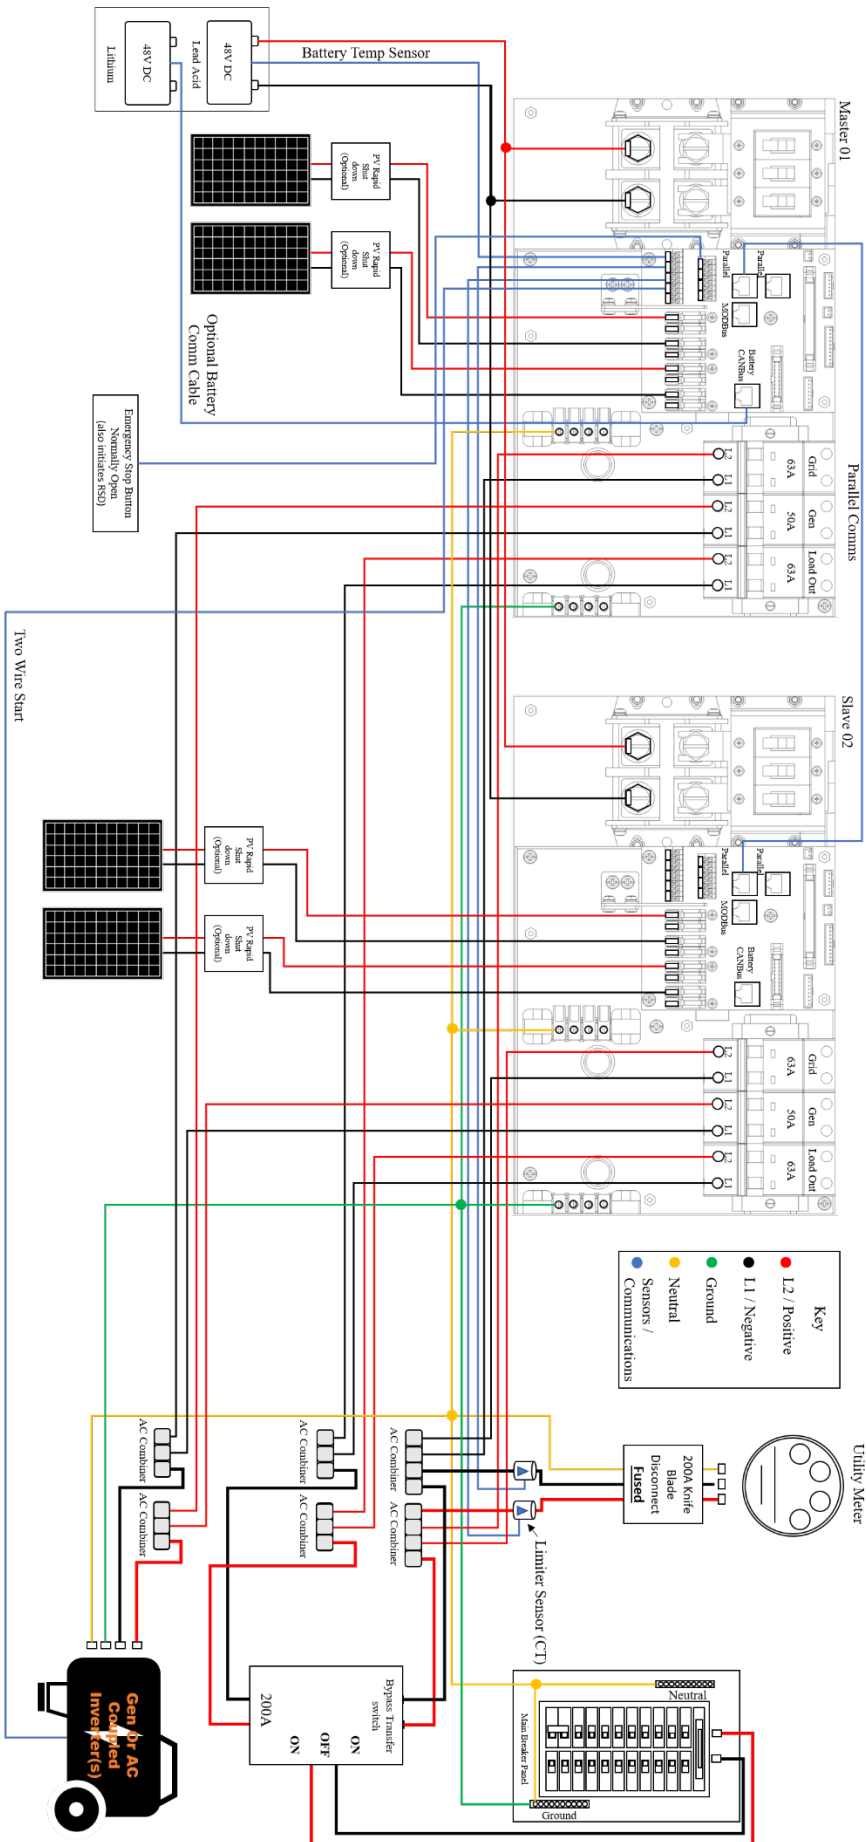 Master 01
Parallel
Parallel
MODBus
Battery
CANBus
Grid
63A
L2
L1
Gen
50A
L2
L1
Load Out
63A
L2
L1
Parallel Comms
Slave 02
Parallel
Parallel
MODBus
Battery
CANBus
Grid
63A
L2
L1
Gen
50A
L2
L1
Load Out
63A
L2
L1
Key
L2 / Positive
L1 / Negative
Ground
Neutral
Sensors /
Communications
Utility Meter
200A Knife
Blade
Disconnect
Fused
Limiter Sensor (CT)
Neutral
Main Breaker Panel
Ground
Battery Temp Sensor
48V DC
Lead Acid
48V DC
Lithium
PV Rapid
Shut
down
(Optional)
PV Rapid
Shut
down
(Optional)
Optional Battery
Comm Cable
Emergency Stop Button
Normally Open
(also initiates RSD)
Two Wire Start
PV Rapid
Shut
down
(Optional)
PV Rapid
Shut
down
(Optional)
AC Combiner
AC Combiner
AC Combiner
AC Combiner
AC Combiner
AC Combiner
Bypass Transfer
switch
ON
OFF
ON
200A
Gen Or AC
Coupled
Inverter(s)